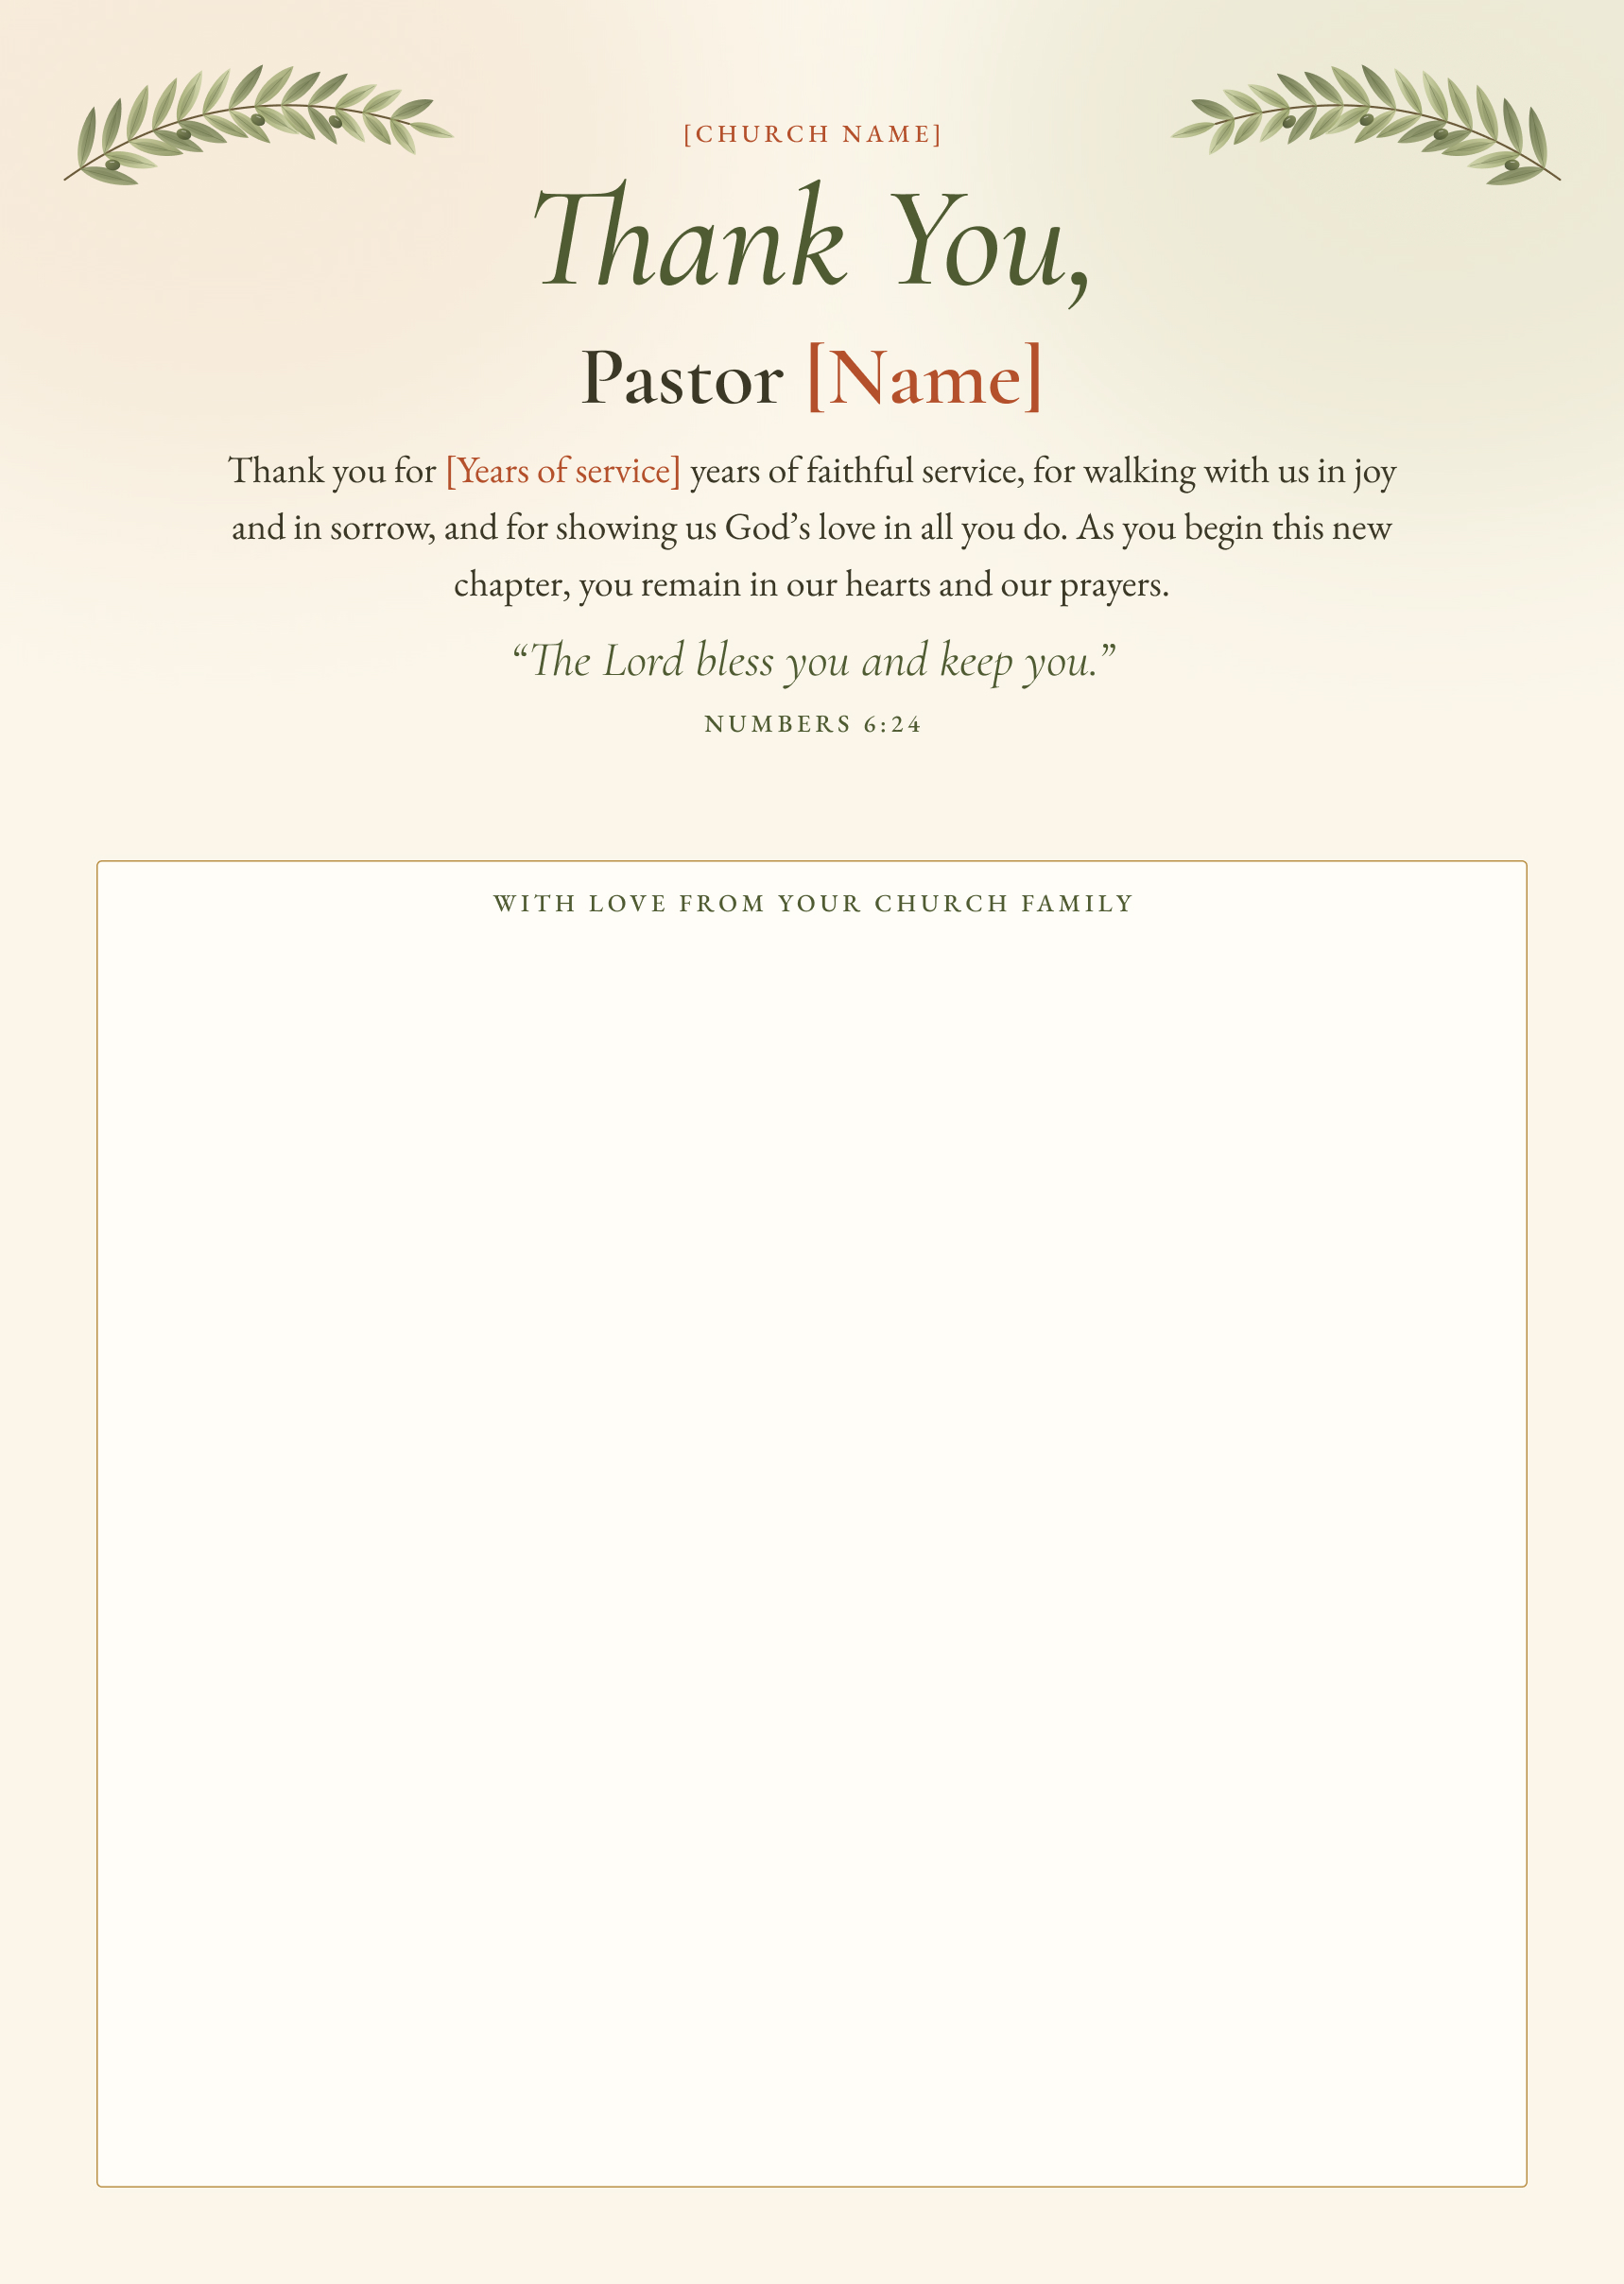 [CHURCH NAME]
Thank You,
Pastor [Name]
Thank you for [Years of service] years of faithful service, for walking with us in joy
and in sorrow, and for showing us God’s love in all you do. As you begin this new
chapter, you remain in our hearts and our prayers.
“The Lord bless you and keep you.”
NUMBERS 6:24
WITH LOVE FROM YOUR CHURCH FAMILY